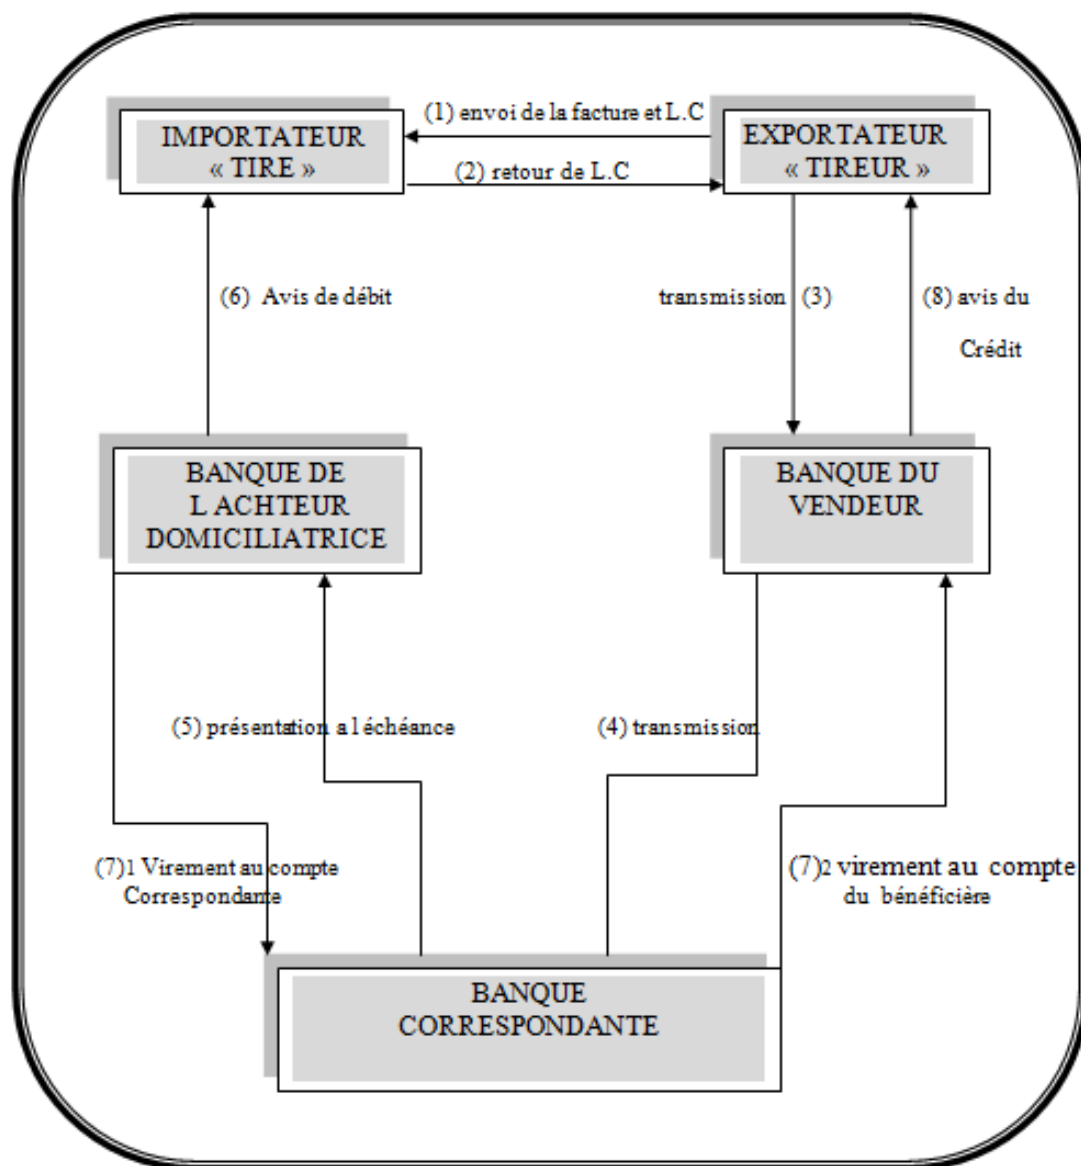 (1) envoi de la facture et L.C
IMPORTATEUR
« TIRE »
EXPORTATEUR
« TIREUR »
(2) retour de L.C
(6) Avis de débit
transmission (3)
(8) avis du
Crédit
BANQUE DE
L ACHTEUR
DOMICILIATRICE
BANQUE DU
VENDEUR
(5) présentation a l échéance
(4) transmission
(7)1 Virement au compte
Correspondante
(7)2 virement au compte
du bénéficière
BANQUE
CORRESPONDANTE